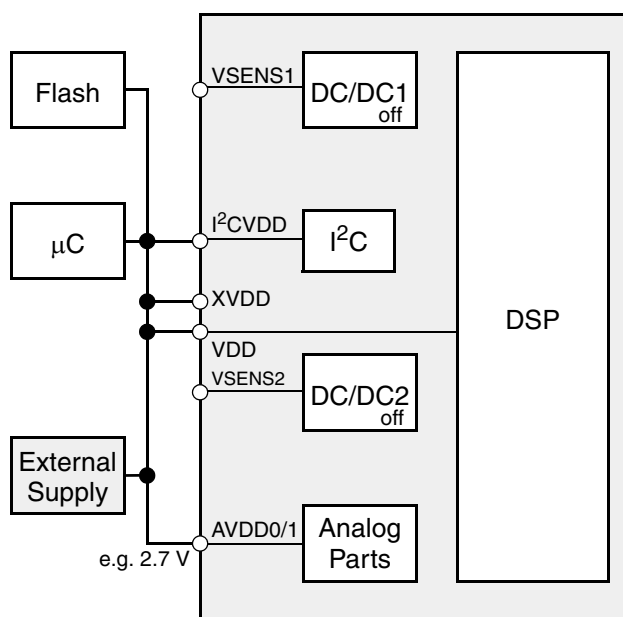 VSENS1
Flash
DC/DC1
off
I²CVDD
μC
I²C
XVDD
DSP
VDD
VSENS2
DC/DC2
off
External
Supply
AVDD0/1
Analog
Parts
e.g. 2.7 V